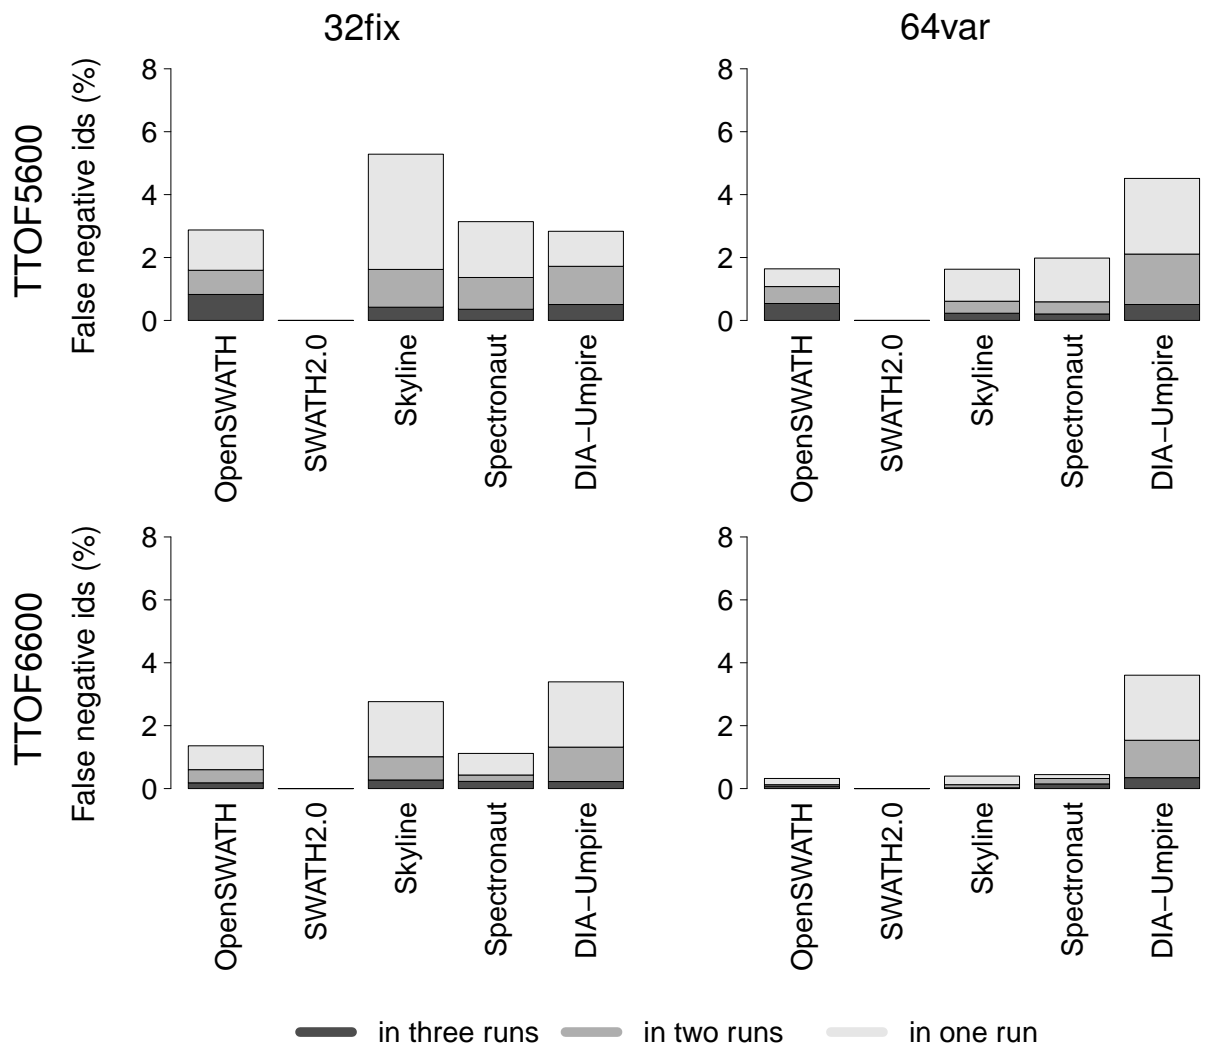 32fix
64var
TTOF5600
False negative ids (%)
8
6
4
2
0
OpenSWATH
SWATH2.0
Skyline
Spectronaut
DIA−Umpire
8
6
4
2
0
OpenSWATH
SWATH2.0
Skyline
Spectronaut
DIA−Umpire
TTOF6600
False negative ids (%)
8
6
4
2
0
OpenSWATH
SWATH2.0
Skyline
Spectronaut
DIA−Umpire
8
6
4
2
0
OpenSWATH
SWATH2.0
Skyline
Spectronaut
DIA−Umpire
in three runs in two runs in one run